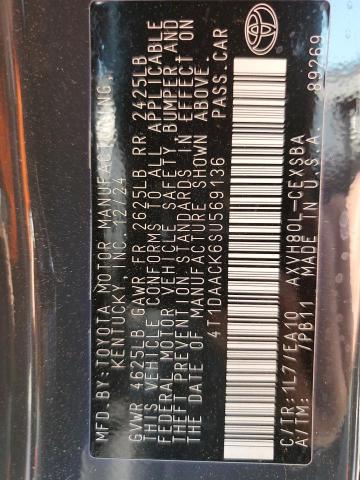 MFD.BY:TOYOTA MOTOR MANUFACTURING,
KENTUCKY, INC. 12/24
GVWR 4625LB GAWR FR 2625LB RR 2425LB
THIS VEHICLE CONFORMS TO ALL APPLICABLE
FEDERAL MOTOR VEHICLE SAFETY, BUMPER, AND
THEFT PREVENTION STANDARDS IN EFFECT ON
THE DATE OF MANUFACTURE SHOWN ABOVE.
4T1DAACK6SU569136 PASS.CAR
C/TR:1L7/EA10 AXVH80L-CEXSBA
A/TM: /PB11 MADE IN U.S.A. 89269